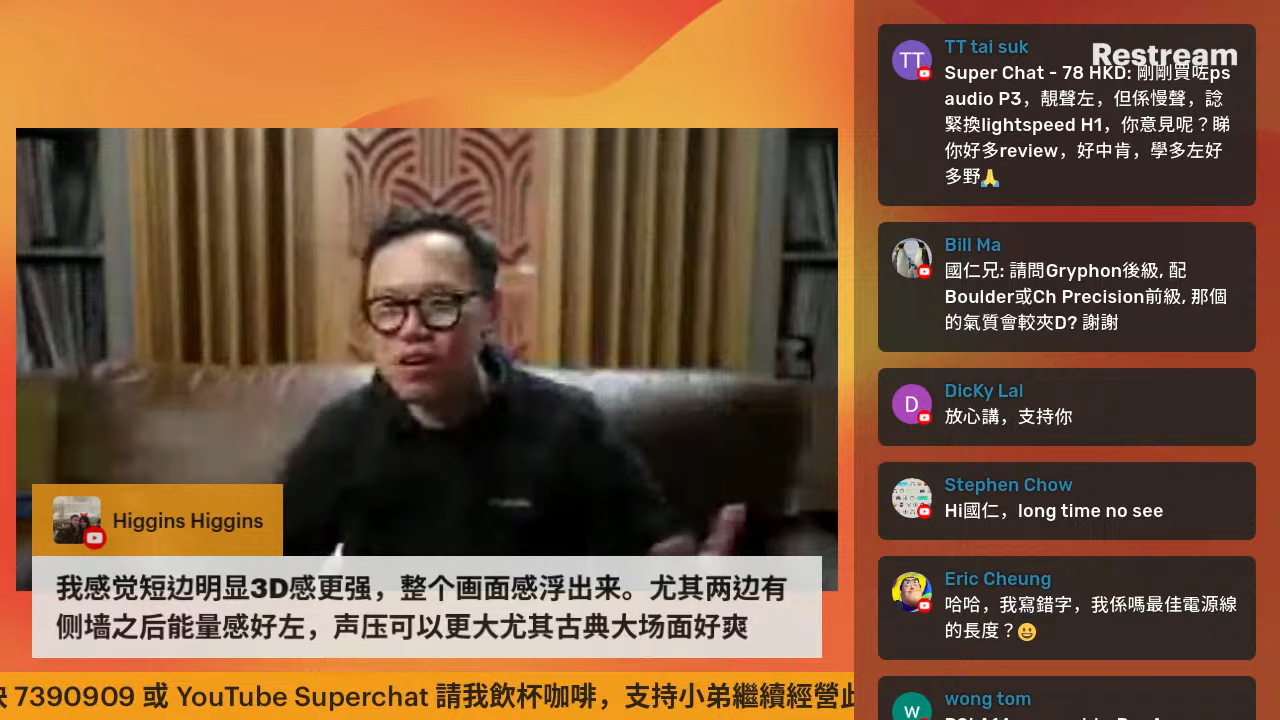 Restream
TT tai suk
Super Chat - 78 HKD: 剛剛買咗ps
audio P3，靚聲左，但係慢聲，諗
緊換lightspeed H1，你意見呢？睇
你好多review，好中肯，學多左好
多野🙏
Bill Ma
國仁兄: 請問Gryphon後級, 配
Boulder或Ch Precision前級, 那個
的氣質會較夾D? 謝謝
DicKy Lal
放心講，支持你
Stephen Chow
Hi國仁，long time no see
Eric Cheung
哈哈，我寫錯字，我係嗎最佳電源線
的長度？😀
wong tom
Higgins Higgins
我感觉短边明显3D感更强，整个画面感浮出来。尤其两边有
侧墙之后能量感好左，声压可以更大尤其古典大场面好爽
7390909 或 YouTube Superchat 請我飲杯咖啡，支持小弟繼續經營此